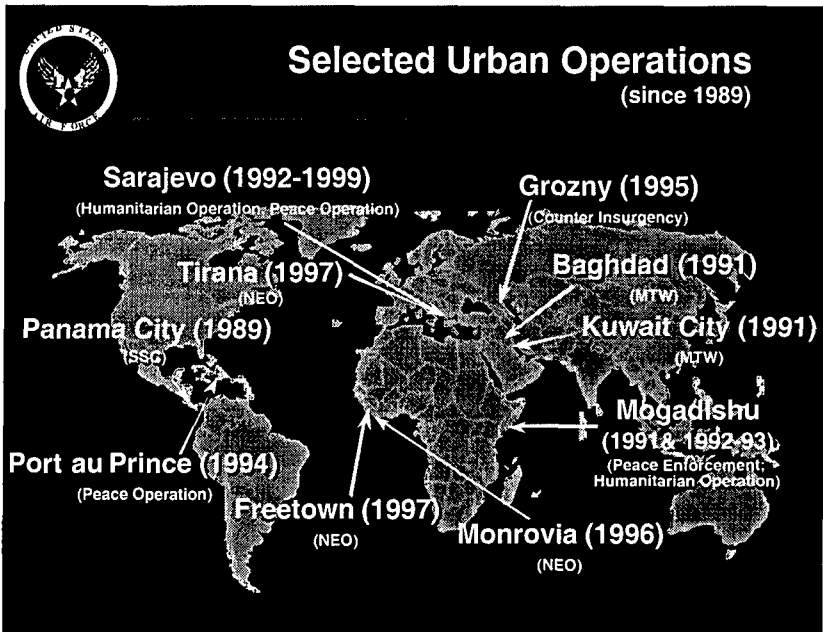 UNITED STATES
AIR FORCE
Selected Urban Operations
(since 1989)
Sarajevo (1992-1999)
(Humanitarian Operation; Peace Operation)
Grozny (1995)
(Counter Insurgency)
Tirana (1997)
(NEO)
Baghdad (1991)
(MTW)
Panama City (1989)
(SSC)
Kuwait City (1991)
(MTW)
Mogadishu
(1991& 1992-93)
(Peace Enforcement;
Humanitarian Operation)
Port au Prince (1994)
(Peace Operation)
Freetown (1997)
(NEO)
Monrovia (1996)
(NEO)